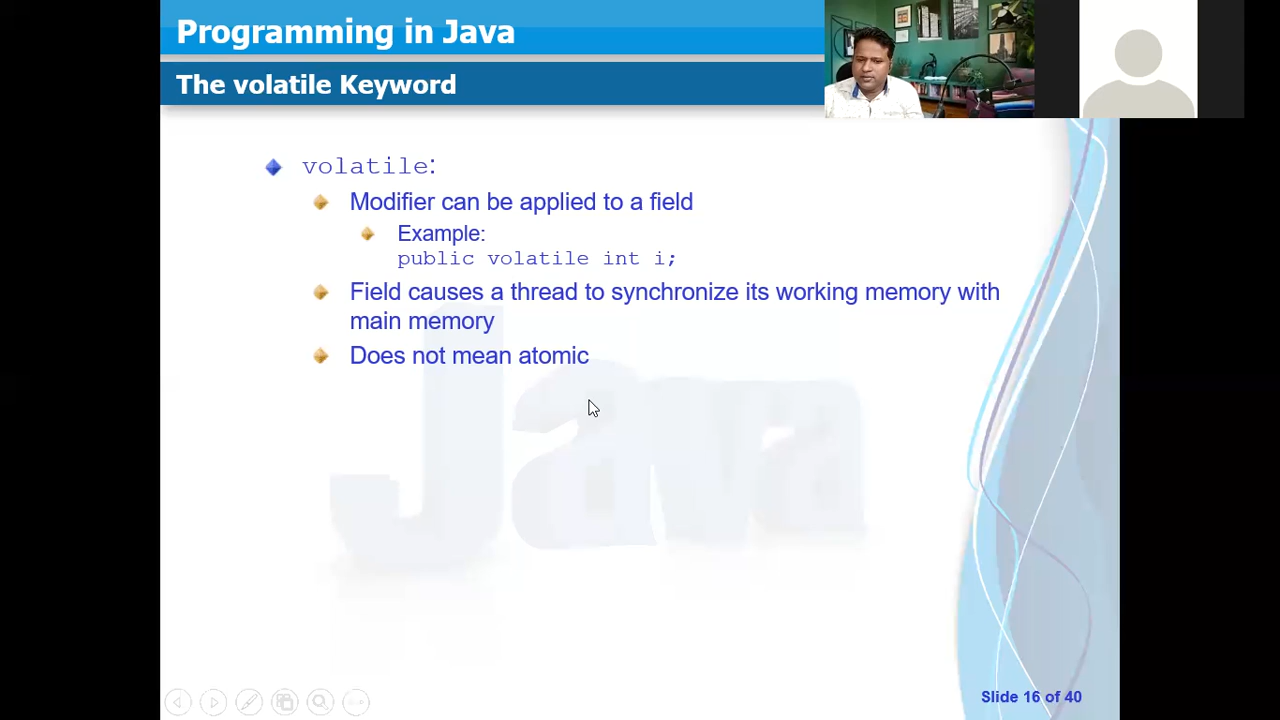 Programming in Java
The volatile Keyword
volatile:
Modifier can be applied to a field
Example:
public volatile int i;
Field causes a thread to synchronize its working memory with
main memory
Does not mean atomic
Java
Slide 16 of 40